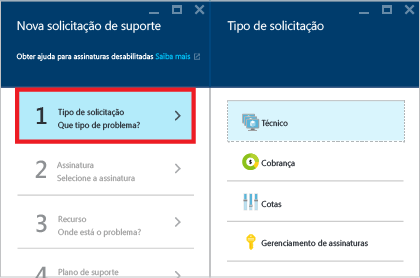 Nova solicitação de suporte
Obter ajuda para assinaturas desabilitadas Saiba mais
1 Tipo de solicitação
Que tipo de problema?
2 Assinatura
Selecione a assinatura
3 Recurso
Onde está o problema?
4 Plano de suporte
Tipo de solicitação
Técnico
Cobrança
Cotas
Gerenciamento de assinaturas